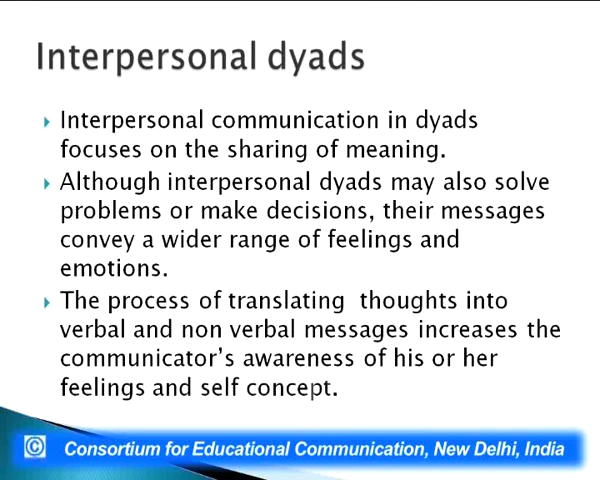 Interpersonal dyads
Interpersonal communication in dyads
focuses on the sharing of meaning.
Although interpersonal dyads may also solve
problems or make decisions, their messages
convey a wider range of feelings and
emotions.
The process of translating thoughts into
verbal and non verbal messages increases the
communicator's awareness of his or her
feelings and self concept.
© Consortium for Educational Communication, New Delhi, India